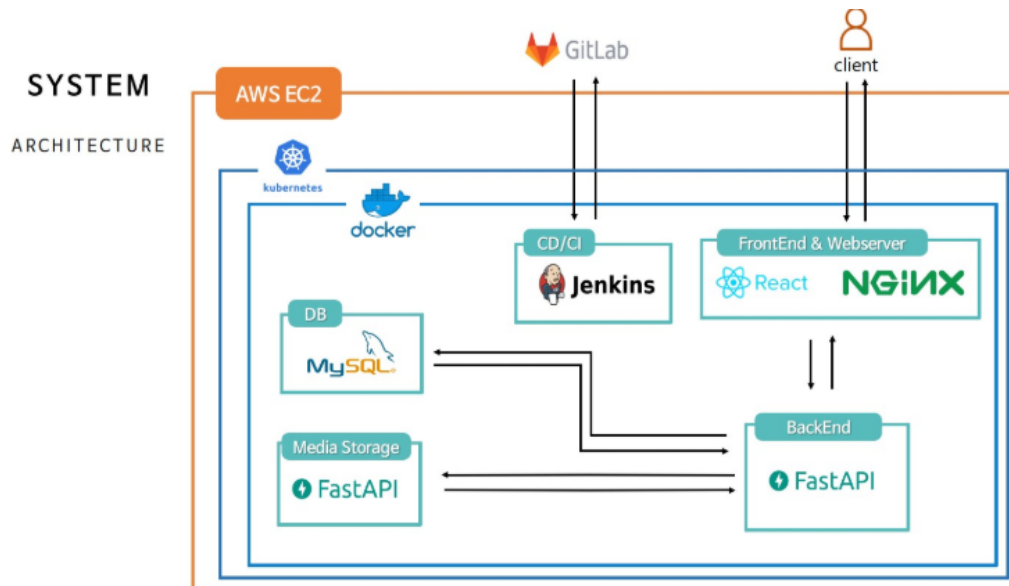 SYSTEM
ARCHITECTURE
AWS EC2
GitLab
client
kubernetes
docker
CD/CI
Jenkins
FrontEnd & Webserver
React
NGINX
DB
MySQL
Media Storage
FastAPI
BackEnd
FastAPI